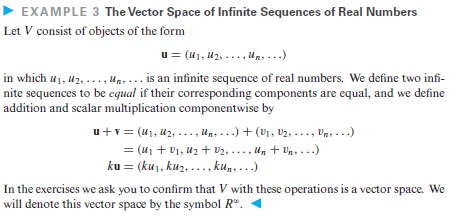 ▶ EXAMPLE 3 The Vector Space of Infinite Sequences of Real Numbers
Let V consist of objects of the form
u = (u₁, u₂, . . . , uₙ, . . .)
in which u₁, u₂, . . . , uₙ, . . . is an infinite sequence of real numbers. We define two infi-
nite sequences to be equal if their corresponding components are equal, and we define
addition and scalar multiplication componentwise by
u + v = (u₁, u₂, . . . , uₙ, . . .) + (v₁, v₂, . . . , vₙ, . . .)
= (u₁ + v₁, u₂ + v₂, . . . , uₙ + vₙ, . . .)
ku = (ku₁, ku₂, . . . , kuₙ, . . .)
In the exercises we ask you to confirm that V with these operations is a vector space. We
will denote this vector space by the symbol R∞. ◀